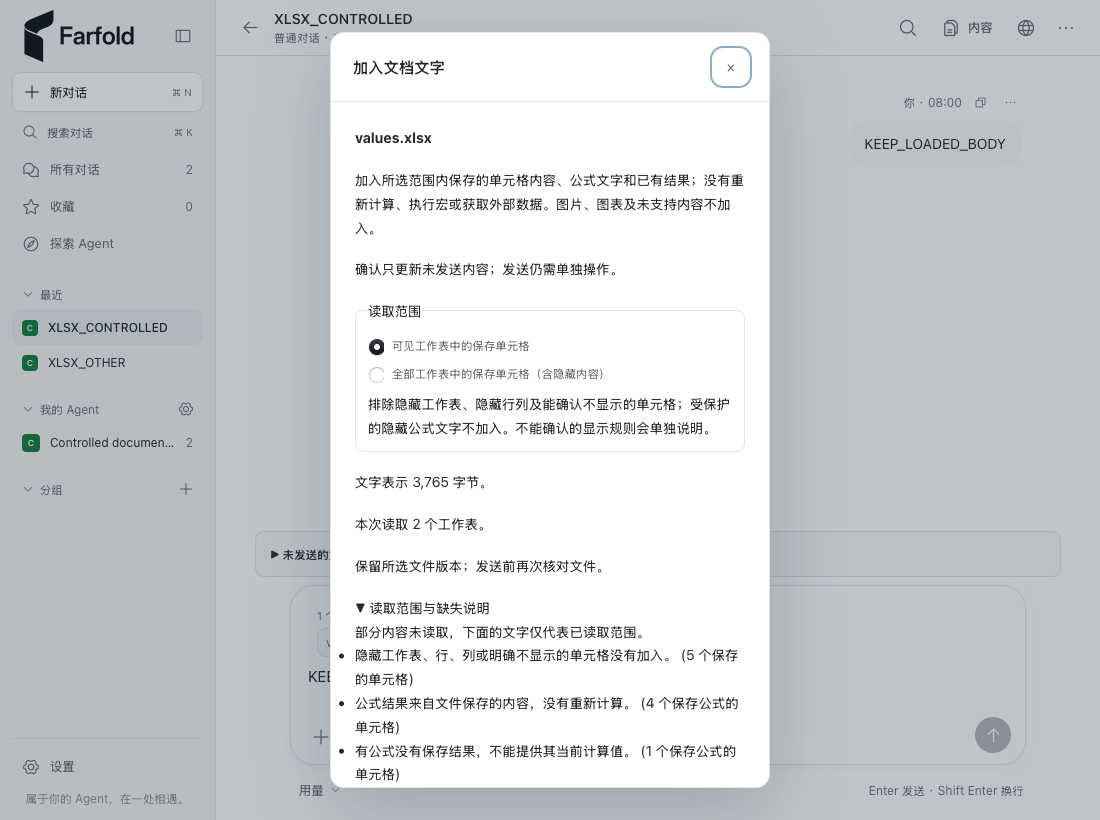 Farfold
新对话 ⌘ N
搜索对话 ⌘ K
所有对话 2
收藏 0
探索 Agent
最近
C XLSX_CONTROLLED
C XLSX_OTHER
我的 Agent
C Controlled documen... 2
分组
设置
属于你的 Agent，在一处相遇。
XLSX_CONTROLLED
普通对话 ·
内容
你 · 08:00
KEEP_LOADED_BODY
加入文档文字
values.xlsx
加入所选范围内保存的单元格内容、公式文字和已有结果；没有重
新计算、执行宏或获取外部数据。图片、图表及未支持内容不加
入。
确认只更新未发送内容；发送仍需单独操作。
读取范围
可见工作表中的保存单元格
全部工作表中的保存单元格（含隐藏内容）
排除隐藏工作表、隐藏行列及能确认不显示的单元格；受保护
的隐藏公式文字不加入。不能确认的显示规则会单独说明。
文字表示 3,765 字节。
本次读取 2 个工作表。
保留所选文件版本；发送前再次核对文件。
▼ 读取范围与缺失说明
部分内容未读取，下面的文字仅代表已读取范围。
• 隐藏工作表、行、列或明确不显示的单元格没有加入。 (5 个保存
的单元格)
• 公式结果来自文件保存的内容，没有重新计算。 (4 个保存公式的
单元格)
• 有公式没有保存结果，不能提供其当前计算值。 (1 个保存公式的
单元格)
▶ 未发送的
KEE
用量
Enter 发送 · Shift Enter 换行